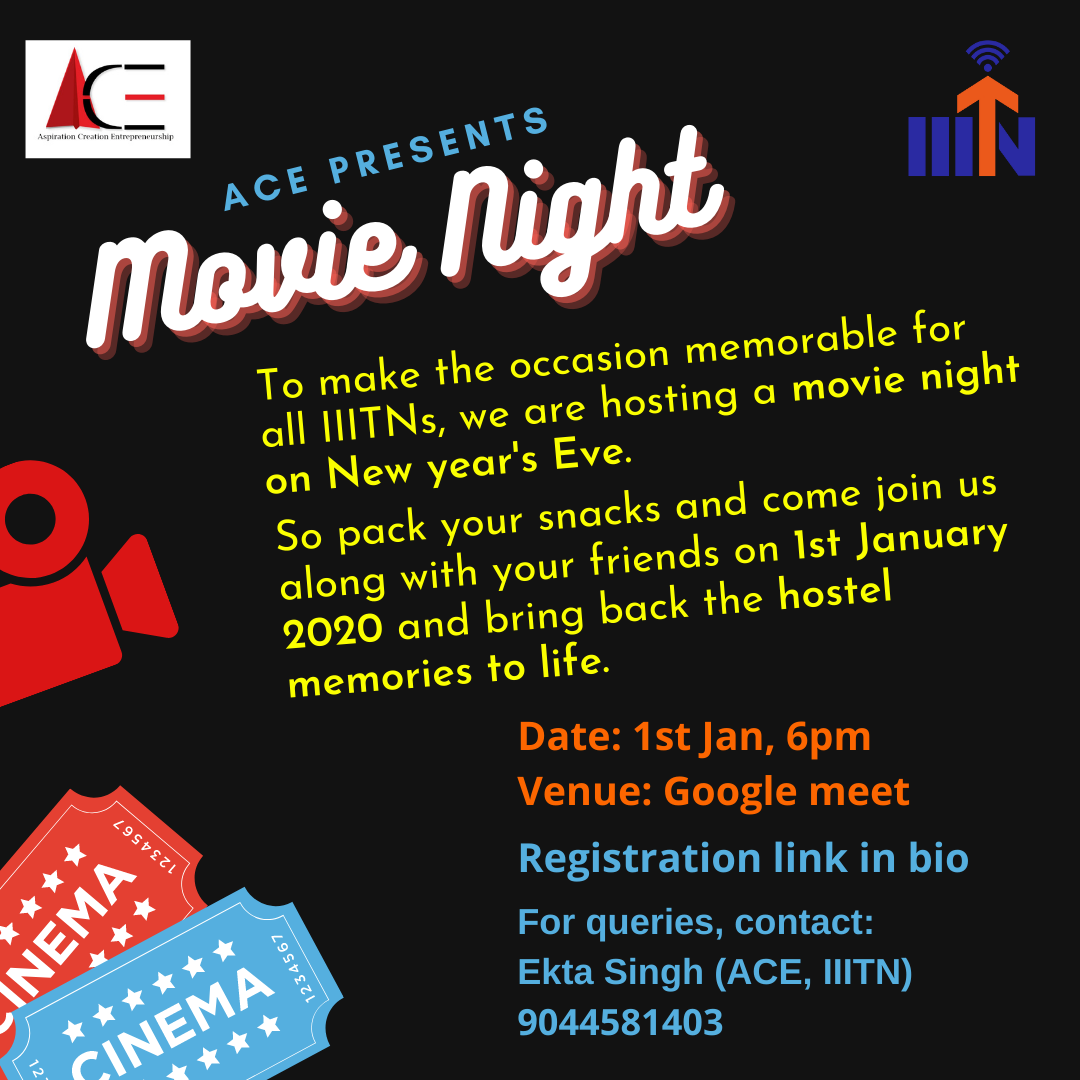 ACE
Aspiration Creation Entrepreneurship
IIITN
ACE PRESENTS
Movie Night
To make the occasion memorable for
all IIITNs, we are hosting a movie night
on New year's Eve.
So pack your snacks and come join us
along with your friends on 1st January
2020 and bring back the hostel
memories to life.
Date: 1st Jan, 6pm
Venue: Google meet
Registration link in bio
For queries, contact:
Ekta Singh (ACE, IIITN)
9044581403
1234567
CINEMA
1234567
CINEMA